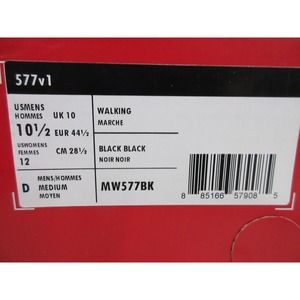 577v1
USMENS
HOMMES
10½
UK 10
EUR 44½
USWOMENS
FEMMES
12
CM 28½
D
MENS/HOMMES
MEDIUM
MOYEN
WALKING
MARCHE
BLACK BLACK
NOIR NOIR
MW577BK
8 85166 57908 5